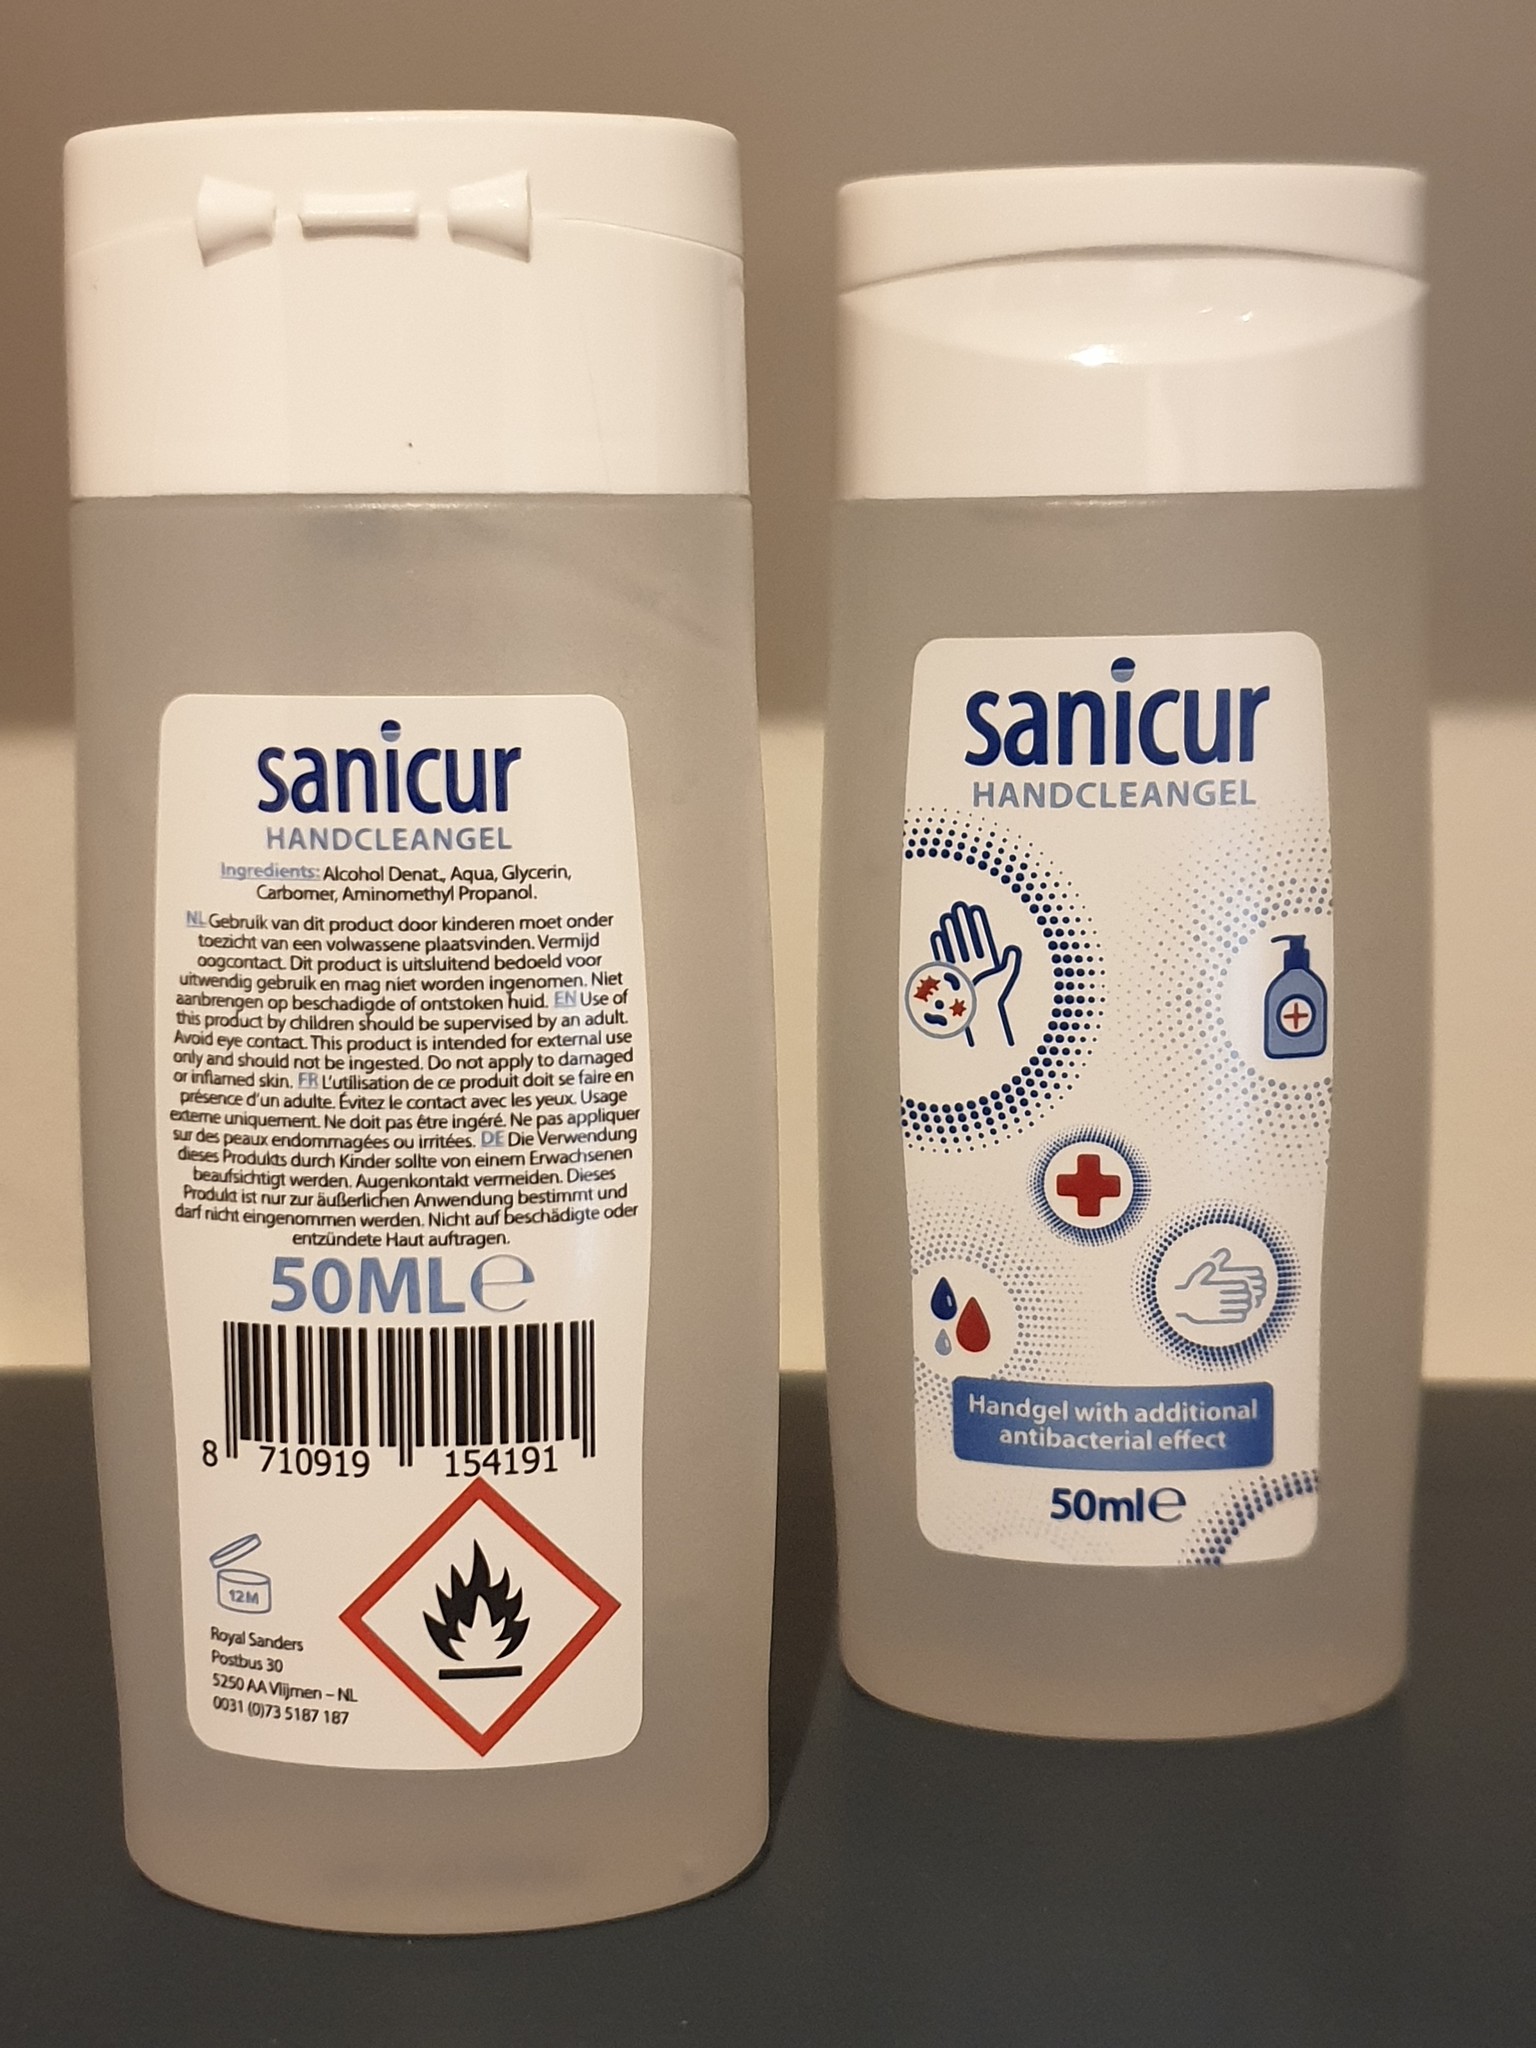 sanicur
HANDCLEANGEL
Ingredients: Alcohol Denat., Aqua, Glycerin,
Carbomer, Aminomethyl Propanol.
NL Gebruik van dit product door kinderen moet onder
toezicht van een volwassene plaatsvinden. Vermijd
oogcontact. Dit product is uitsluitend bedoeld voor
uitwendig gebruik en mag niet worden ingenomen. Niet
aanbrengen op beschadigde of ontstoken huid. EN Use of
this product by children should be supervised by an adult.
Avoid eye contact. This product is intended for external use
only and should not be ingested. Do not apply to damaged
or inflamed skin. FR L'utilisation de ce produit doit se faire en
présence d'un adulte. Évitez le contact avec les yeux. Usage
externe uniquement. Ne doit pas être ingéré. Ne pas appliquer
sur des peaux endommagées ou irritées. DE Die Verwendung
dieses Produkts durch Kinder sollte von einem Erwachsenen
beaufsichtigt werden. Augenkontakt vermeiden. Dieses
Produkt ist nur zur äußerlichen Anwendung bestimmt und
darf nicht eingenommen werden. Nicht auf beschädigte oder
entzündete Haut auftragen.
50ML℮
8 710919 154191
12M
Royal Sanders
Postbus 30
5250 AA Vlijmen – NL
0031 (0)73 5187 187
sanicur
HANDCLEANGEL
Handgel with additional
antibacterial effect
50ml℮